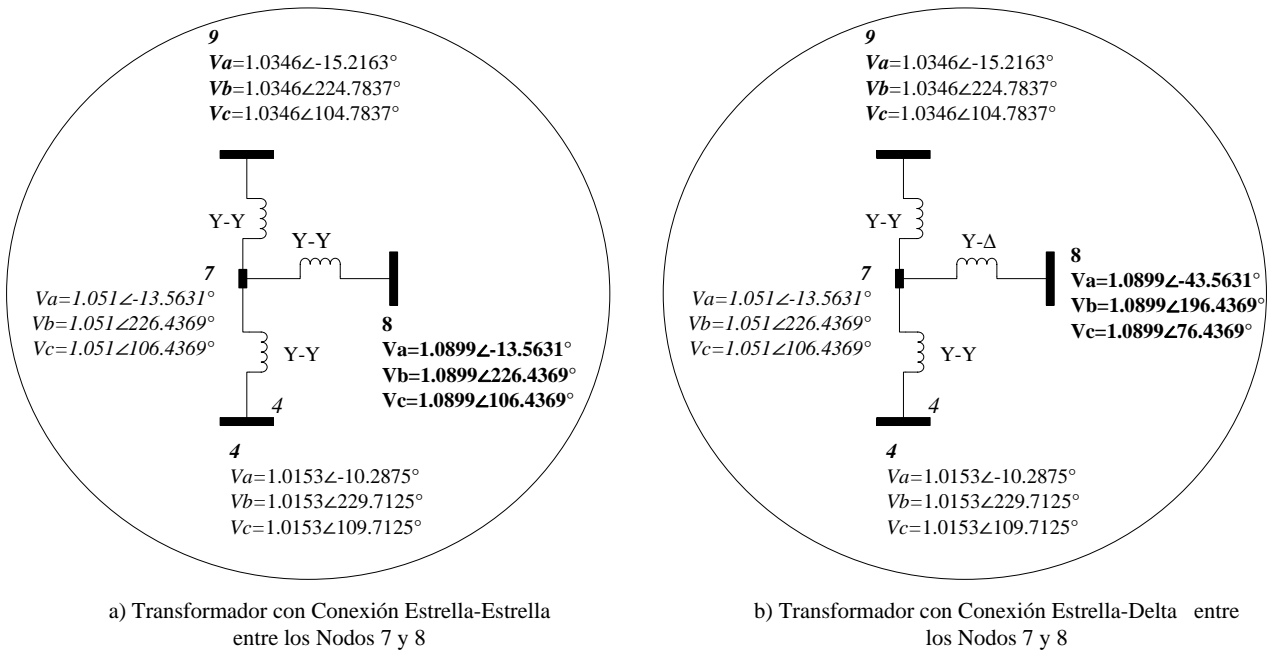 9
Va=1.0346∠-15.2163°
Vb=1.0346∠224.7837°
Vc=1.0346∠104.7837°
Y-Y
Y-Y
7
Va=1.051∠-13.5631°
Vb=1.051∠226.4369°
Vc=1.051∠106.4369°
8
Va=1.0899∠-13.5631°
Vb=1.0899∠226.4369°
Vc=1.0899∠106.4369°
Y-Y
4
4
Va=1.0153∠-10.2875°
Vb=1.0153∠229.7125°
Vc=1.0153∠109.7125°
a) Transformador con Conexión Estrella-Estrella
entre los Nodos 7 y 8
9
Va=1.0346∠-15.2163°
Vb=1.0346∠224.7837°
Vc=1.0346∠104.7837°
Y-Y
Y-Δ
7
Va=1.051∠-13.5631°
Vb=1.051∠226.4369°
Vc=1.051∠106.4369°
8
Va=1.0899∠-43.5631°
Vb=1.0899∠196.4369°
Vc=1.0899∠76.4369°
Y-Y
4
4
Va=1.0153∠-10.2875°
Vb=1.0153∠229.7125°
Vc=1.0153∠109.7125°
b) Transformador con Conexión Estrella-Delta entre
los Nodos 7 y 8